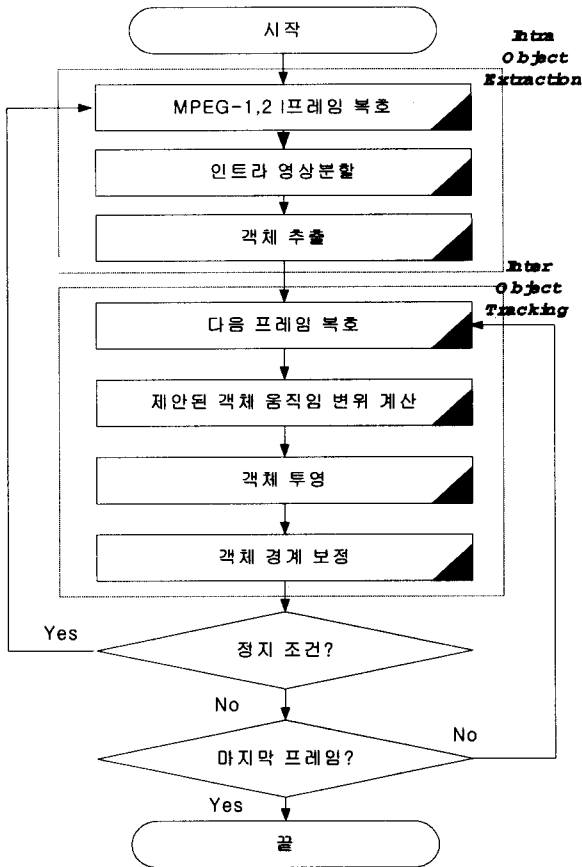 시작
Intra
Object
Extraction
MPEG-1,2 I프레임 복호
인트라 영상분할
객체 추출
Inter
Object
Tracking
다음 프레임 복호
제안된 객체 움직임 변위 계산
객체 투영
객체 경계 보정
정지 조건?
Yes
No
마지막 프레임?
No
Yes
끝